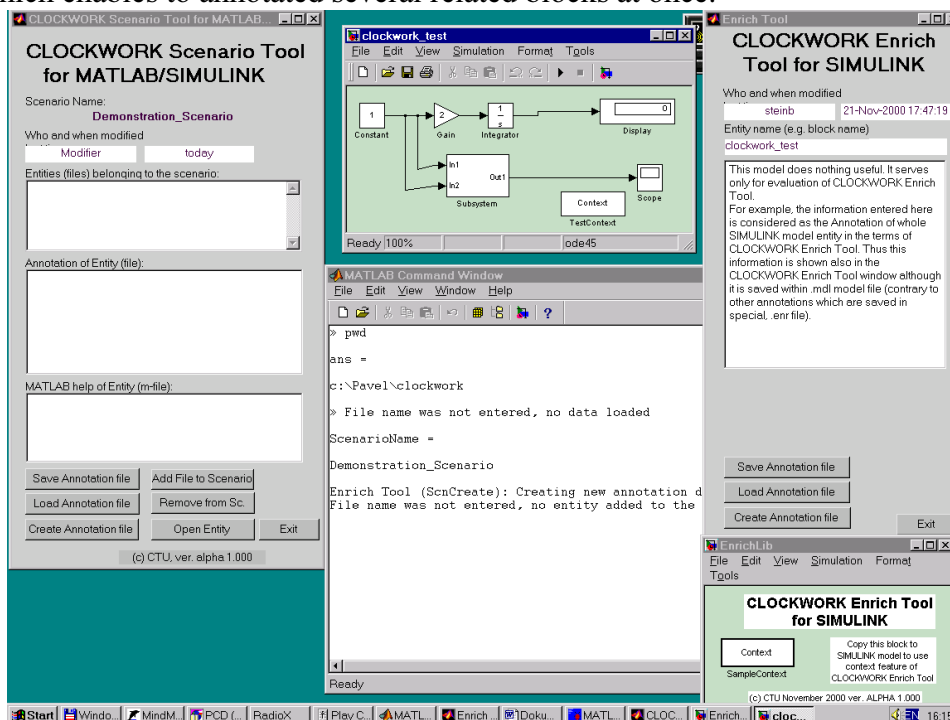 which enables to annotated several related blocks at once.
CLOCKWORK Scenario Tool for MATLAB...
CLOCKWORK Scenario Tool
for MATLAB/SIMULINK
Scenario Name:
Demonstration_Scenario
Who and when modified
Modifier today
Entities (files) belonging to the scenario:
Annotation of Entity (file):
MATLAB help of Entity (m-file):
Save Annotation file Add File to Scenario
Load Annotation file Remove from Sc.
Create Annotation file Open Entity Exit
(c) CTU, ver. alpha 1.000
clockwork_test
File Edit View Simulation Format Tools
1
Constant
2
Gain
1
s
Integrator
0
Display
In1
In2
Out1
Subsystem
Scope
Context
TestContext
Ready 100% ode45
MATLAB Command Window
File Edit View Window Help
» pwd
ans =
c:\Pavel\clockwork
» File name was not entered, no data loaded
ScenarioName =
Demonstration_Scenario
Enrich Tool (ScnCreate): Creating new annotation d
File name was not entered, no entity added to the
Ready
Enrich Tool
CLOCKWORK Enrich
Tool for SIMULINK
Who and when modified
steinb 21-Nov-2000 17:47:19
Entity name (e.g. block name)
clockwork_test
This model does nothing useful. It serves
only for evaluation of CLOCKWORK Enrich
Tool.
For example, the information entered here
is considered as the Annotation of whole
SIMULINK model entity in the terms of
CLOCKWORK Enrich Tool. Thus this
information is shown also in the
CLOCKWORK Enrich Tool window although
it is saved within .mdl model file (contrary to
other annotations which are saved in
special, .enr file).
Save Annotation file
Load Annotation file
Create Annotation file
Exit
EnrichLib
File Edit View Simulation Format
Tools
CLOCKWORK Enrich Tool
for SIMULINK
Context
SampleContext
Copy this block to
SIMULINK model to use
context feature of
CLOCKWORK Enrich Tool
(c) CTU November 2000 ver. ALPHA 1.000
Start Windo... MindM... PCD (... RadioX Play C... MATL... Enrich ... Doku... MATL... CLOC... Enrich... cloc... EN